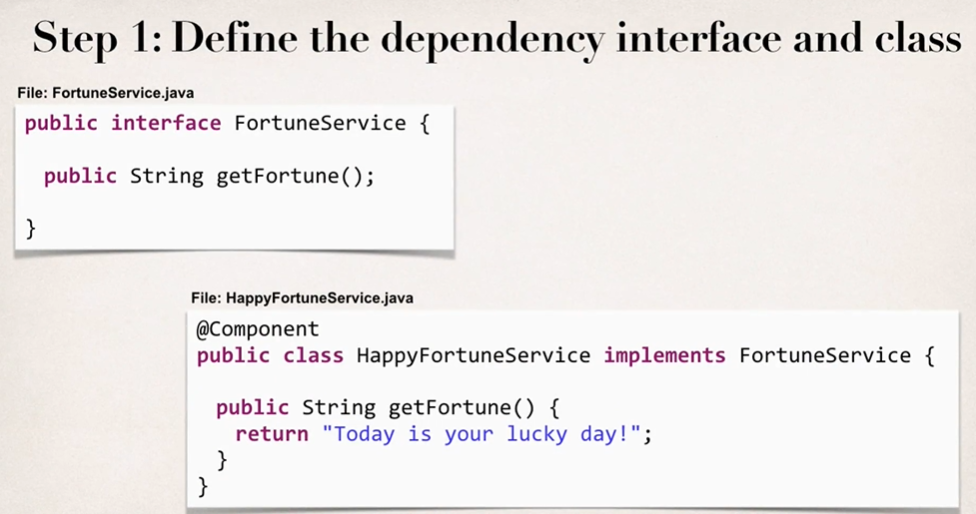 Step 1: Define the dependency interface and class
File: FortuneService.java
public interface FortuneService {
public String getFortune();
}
File: HappyFortuneService.java
@Component
public class HappyFortuneService implements FortuneService {
public String getFortune() {
return "Today is your lucky day!";
}
}